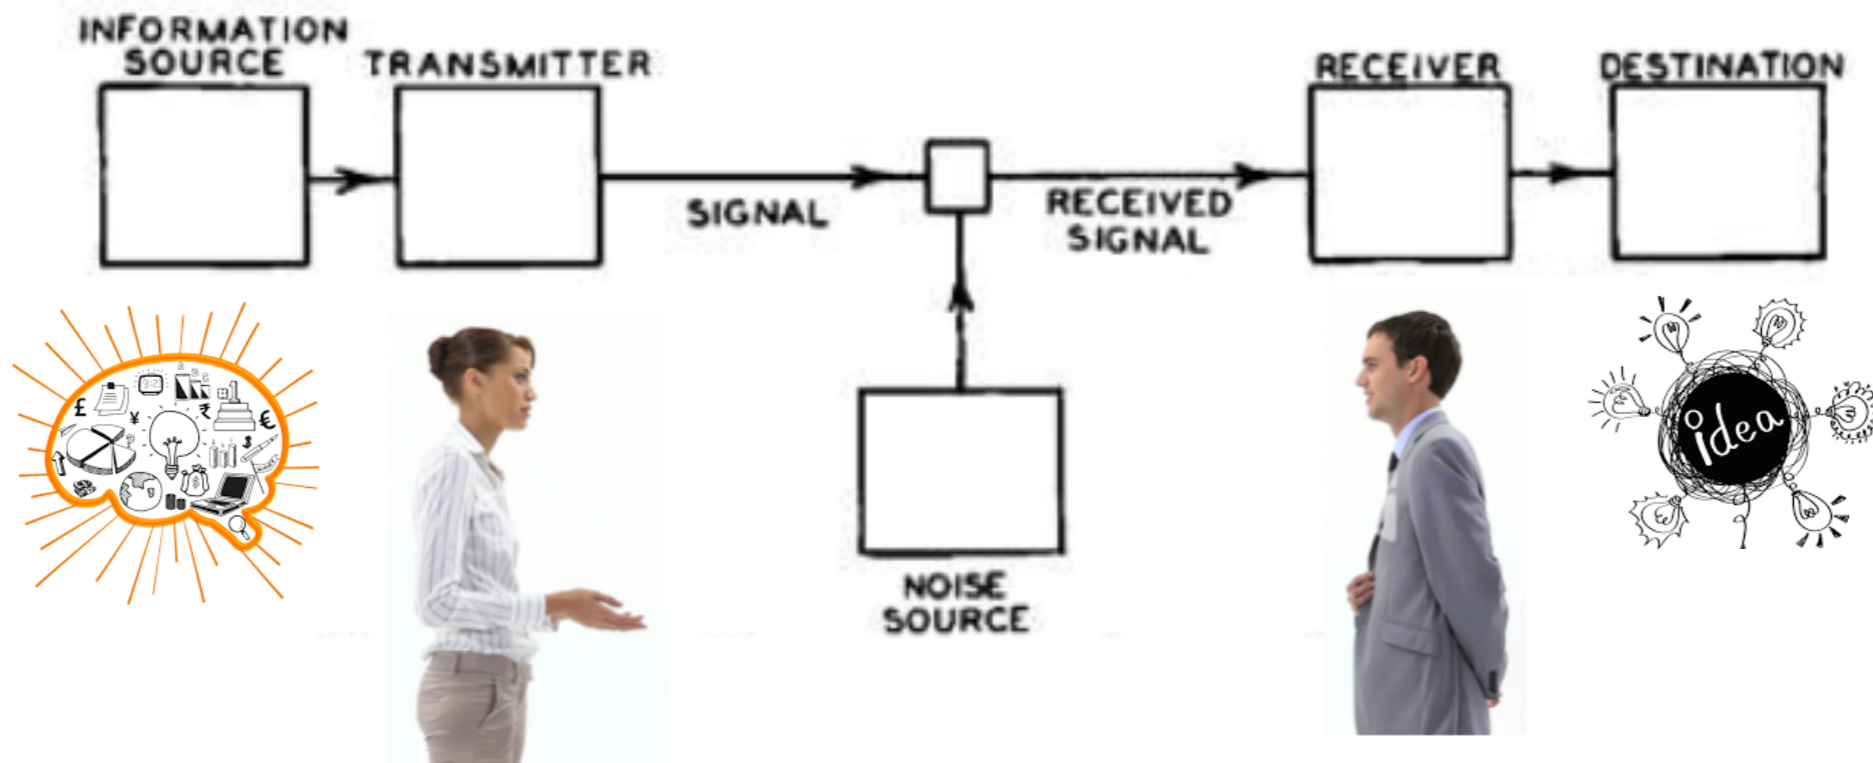 INFORMATION
SOURCE
TRANSMITTER
RECEIVER
DESTINATION
SIGNAL
RECEIVED
SIGNAL
NOISE
SOURCE
£
¥
₹
€
$
idea